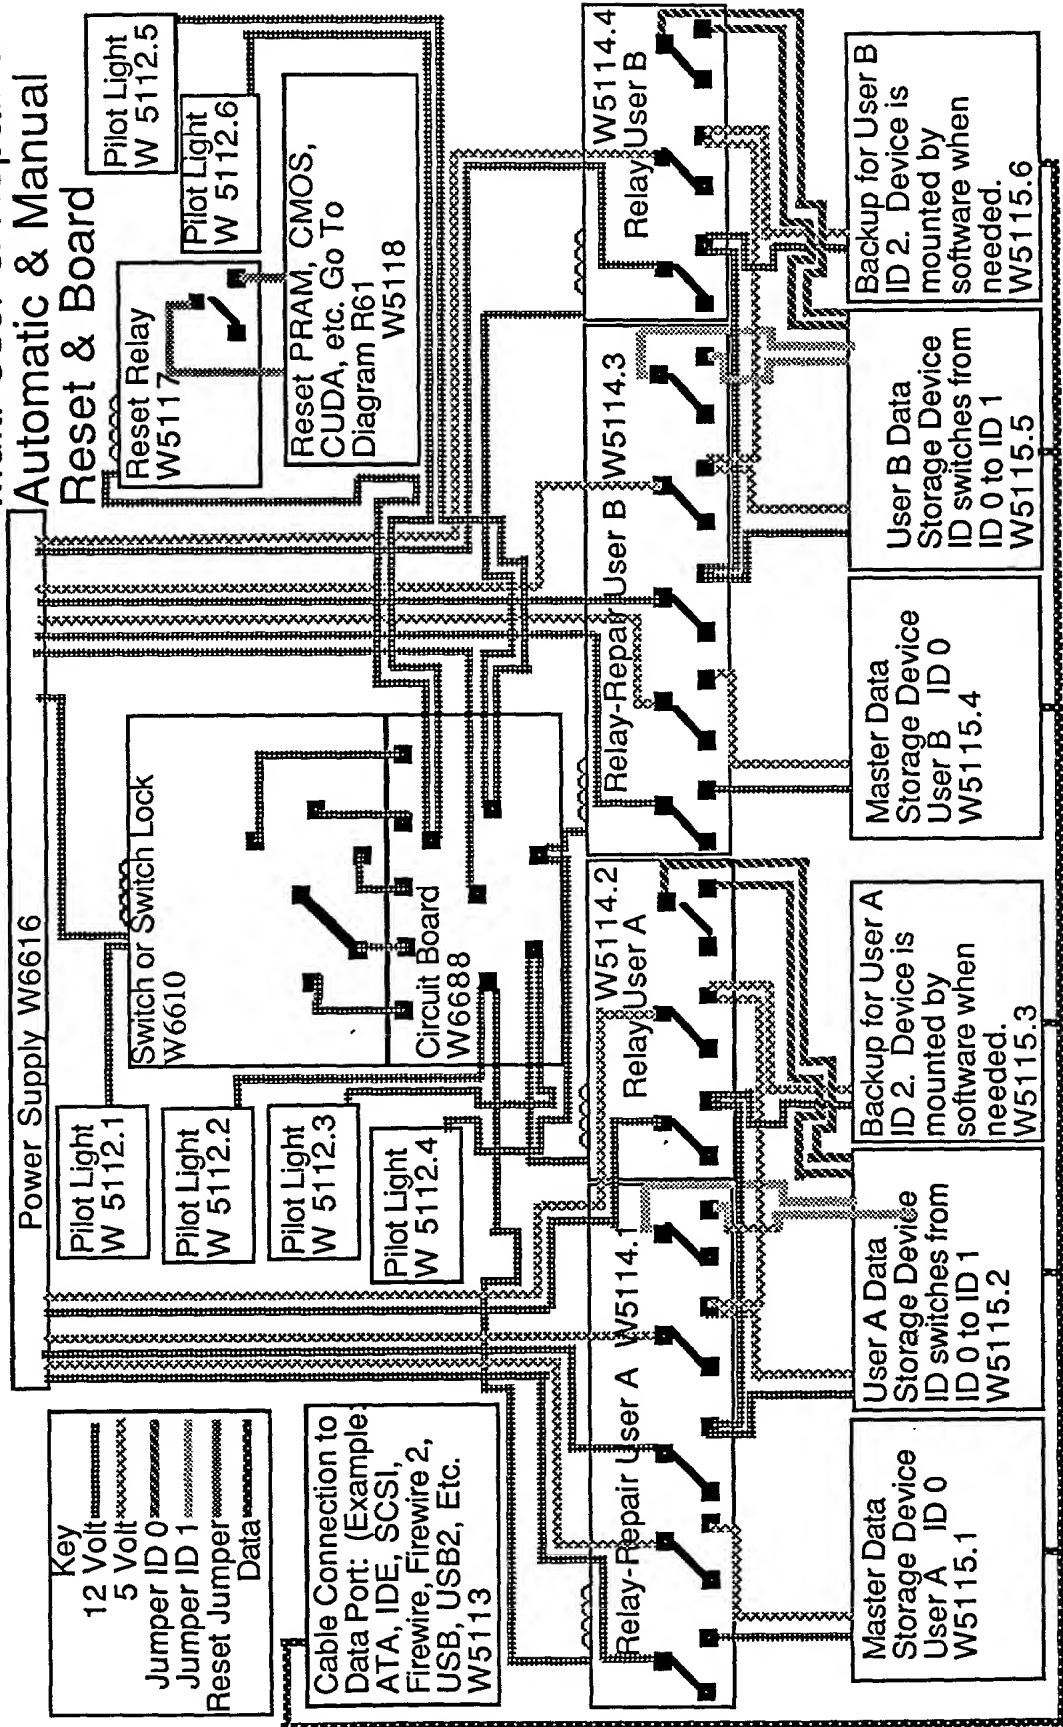 Automatic & Manual
Reset & Board
Power Supply W6616
Key
12 Volt
5 Volt
Jumper ID 0
Jumper ID 1
Reset Jumper
Data
Cable Connection to
Data Port: (Example:
ATA, IDE, SCSI,
Firewire, Firewire 2,
USB, USB2, Etc.
W5113
Pilot Light
W 5112.1
Pilot Light
W 5112.2
Pilot Light
W 5112.3
Pilot Light
W 5112.4
Switch or Switch Lock
W6610
Circuit Board
W6688
Pilot Light
W 5112.5
Pilot Light
W 5112.6
Reset Relay
W5117
Reset PRAM, CMOS,
CUDA, etc. Go To
Diagram R61
W5118
Relay-Repair User A W5114.1
W5114.2
Relay User A
Relay-Repair User B W5114.3
W5114.4
Relay User B
Master Data
Storage Device
User A ID 0
W5115.1
User A Data
Storage Device
ID switches from
ID 0 to ID 1
W5115.2
Backup for User A
ID 2. Device is
mounted by
software when
needed.
W5115.3
Master Data
Storage Device
User B ID 0
W5115.4
User B Data
Storage Device
ID switches from
ID 0 to ID 1
W5115.5
Backup for User B
ID 2. Device is
mounted by
software when
needed.
W5115.6